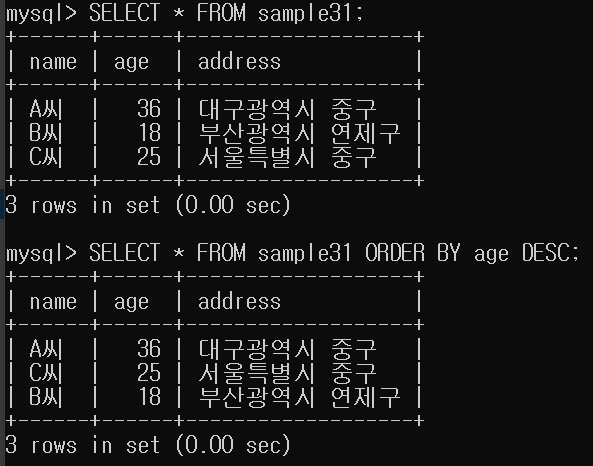 mysql> SELECT * FROM sample31;
+------+------+--------------------+
| name | age  | address            |
+------+------+--------------------+
| A씨  |   36 | 대구광역시 중구    |
| B씨  |   18 | 부산광역시 연제구 |
| C씨  |   25 | 서울특별시 중구    |
+------+------+--------------------+
3 rows in set (0.00 sec)
mysql> SELECT * FROM sample31 ORDER BY age DESC;
+------+------+--------------------+
| name | age  | address            |
+------+------+--------------------+
| A씨  |   36 | 대구광역시 중구    |
| C씨  |   25 | 서울특별시 중구    |
| B씨  |   18 | 부산광역시 연제구 |
+------+------+--------------------+
3 rows in set (0.00 sec)